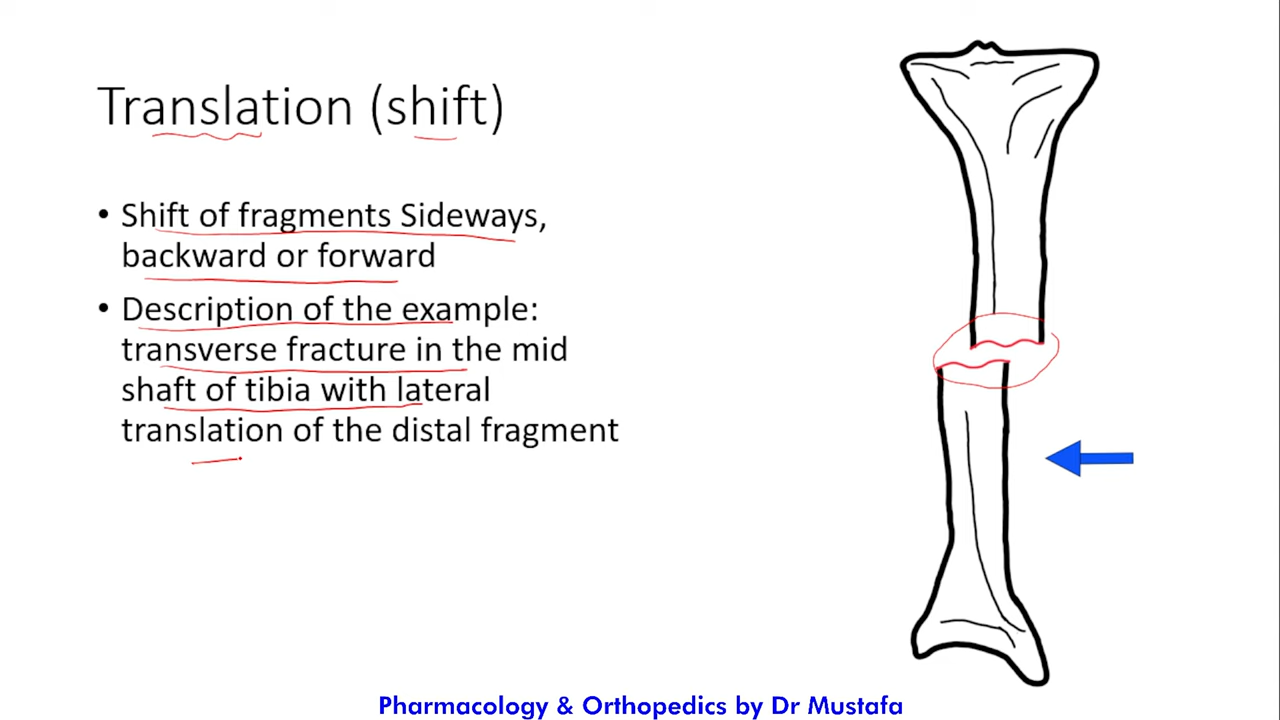 Translation (shift)
• Shift of fragments Sideways,
backward or forward
• Description of the example:
transverse fracture in the mid
shaft of tibia with lateral
translation of the distal fragment
Pharmacology & Orthopedics by Dr Mustafa